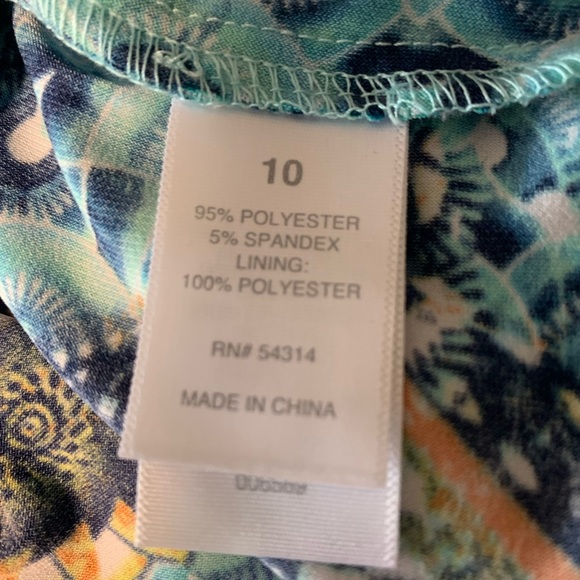 10
95% POLYESTER
5% SPANDEX
LINING:
100% POLYESTER
RN# 54314
MADE IN CHINA